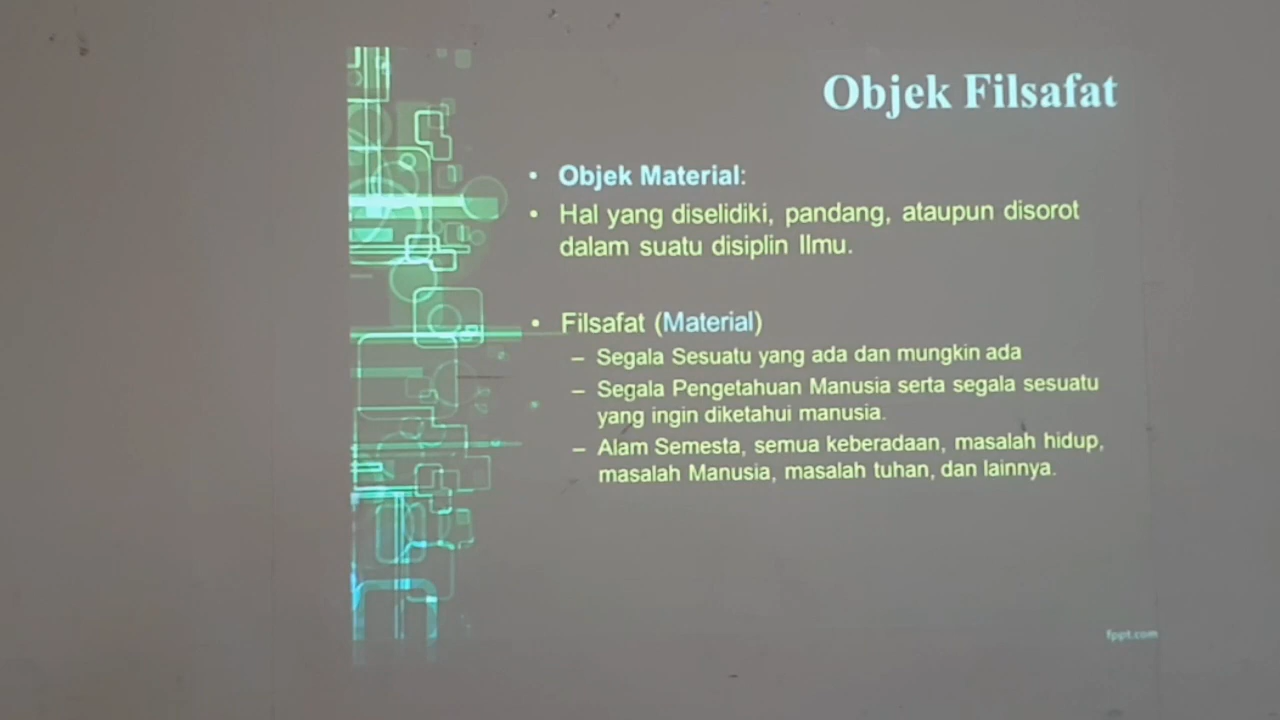 Objek Filsafat
• Objek Material:
• Hal yang diselidiki, pandang, ataupun disorot
dalam suatu disiplin Ilmu.
• Filsafat (Material)
– Segala Sesuatu yang ada dan mungkin ada
– Segala Pengetahuan Manusia serta segala sesuatu
yang ingin diketahui manusia.
– Alam Semesta, semua keberadaan, masalah hidup,
masalah Manusia, masalah tuhan, dan lainnya.
fppt.com